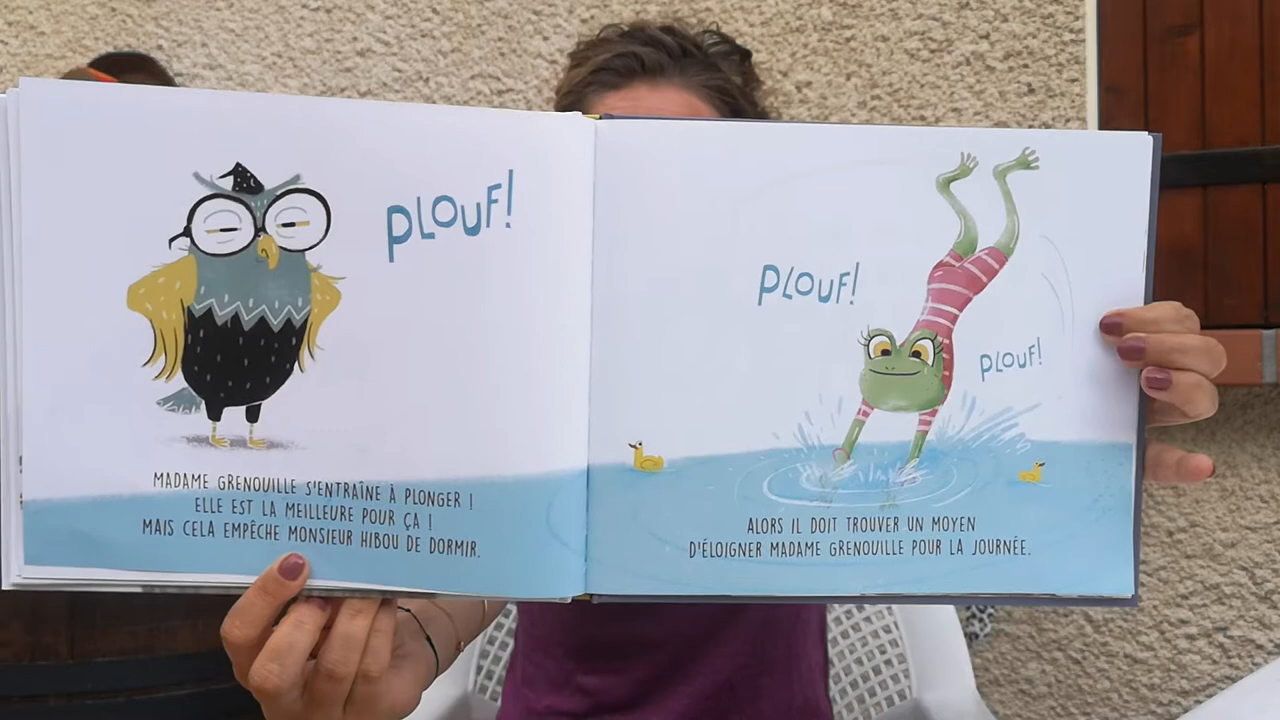 PLOUF!
MADAME GRENOUILLE S'ENTRAÎNE À PLONGER !
ELLE EST LA MEILLEURE POUR ÇA !
MAIS CELA EMPÊCHE MONSIEUR HIBOU DE DORMIR.
PLOUF!
PLOUF!
ALORS IL DOIT TROUVER UN MOYEN
D'ÉLOIGNER MADAME GRENOUILLE POUR LA JOURNÉE.